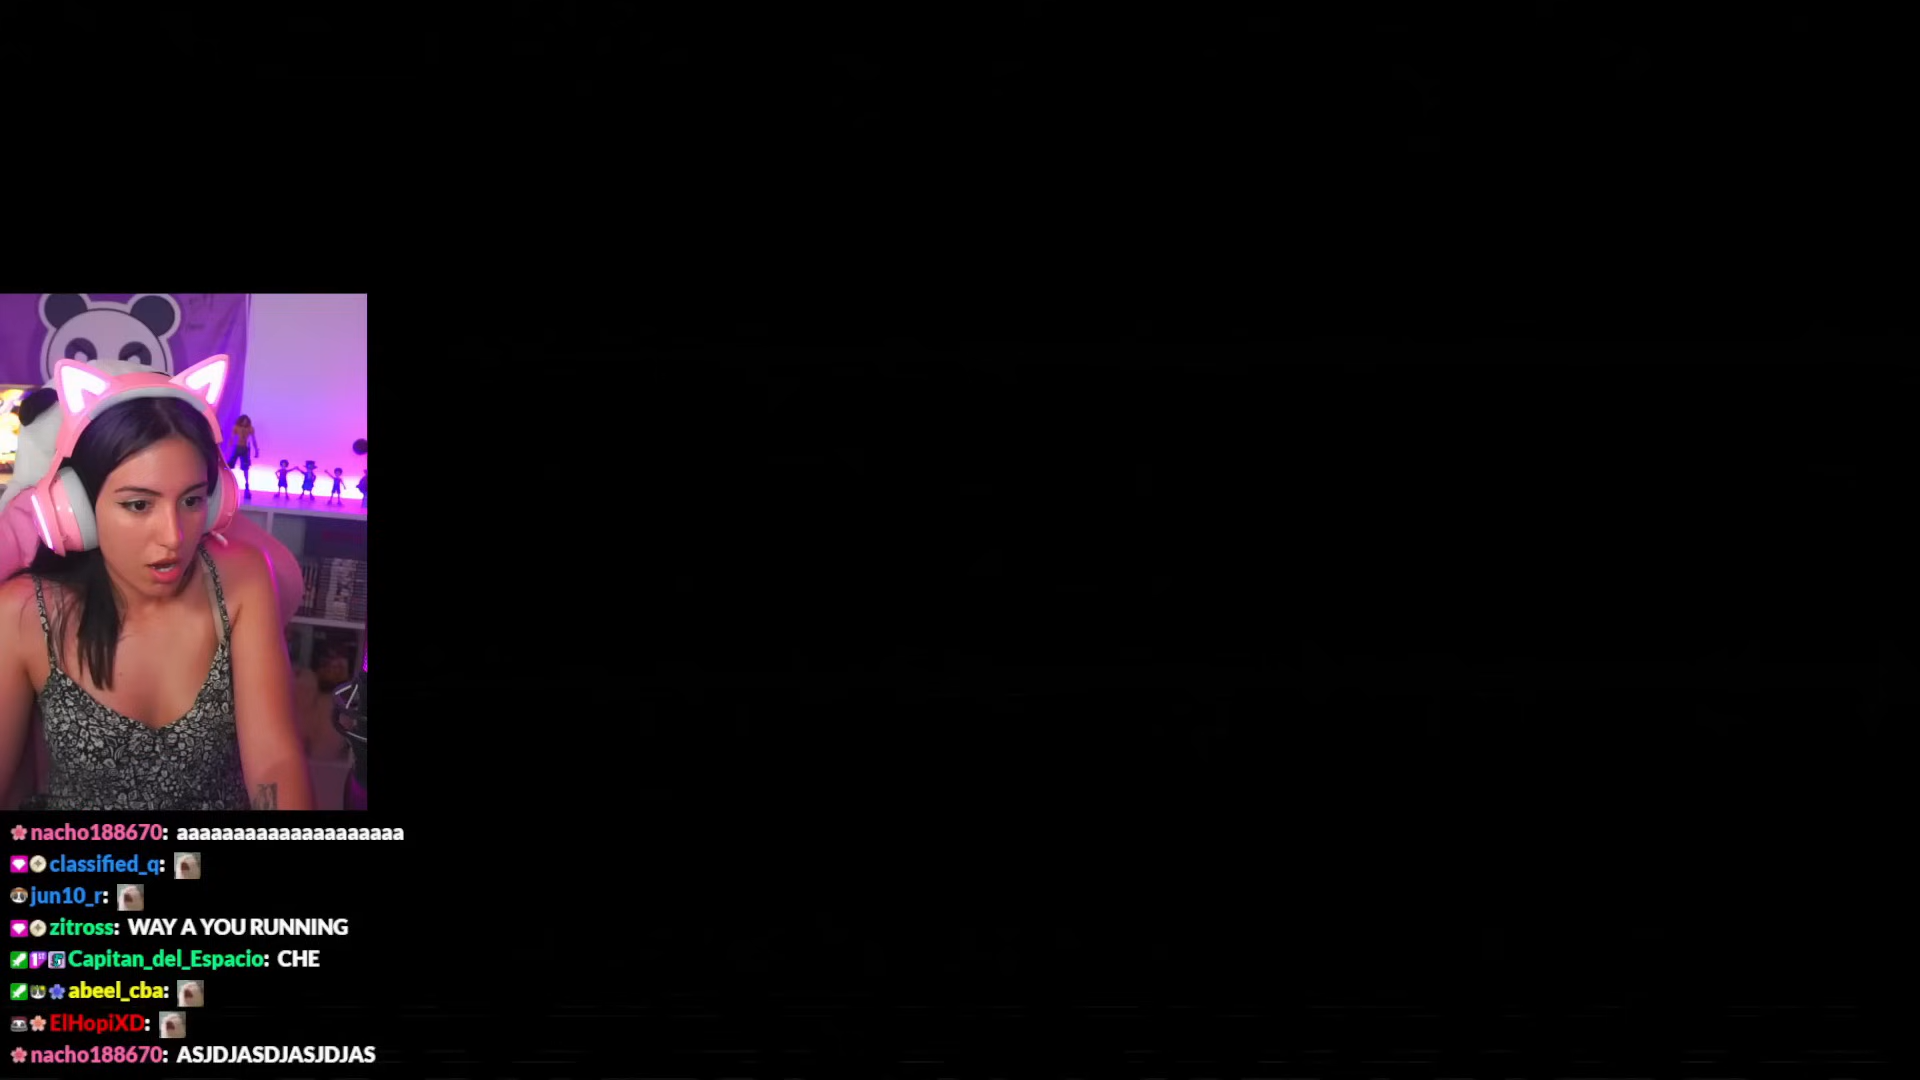 nacho188670: aaaaaaaaaaaaaaaaaaaa
classified_q:
jun10_r:
zitross: WAY A YOU RUNNING
Capitan_del_Espacio: CHE
abeel_cba:
ElHopiXD:
nacho188670: ASJDJASDJASJDJAS